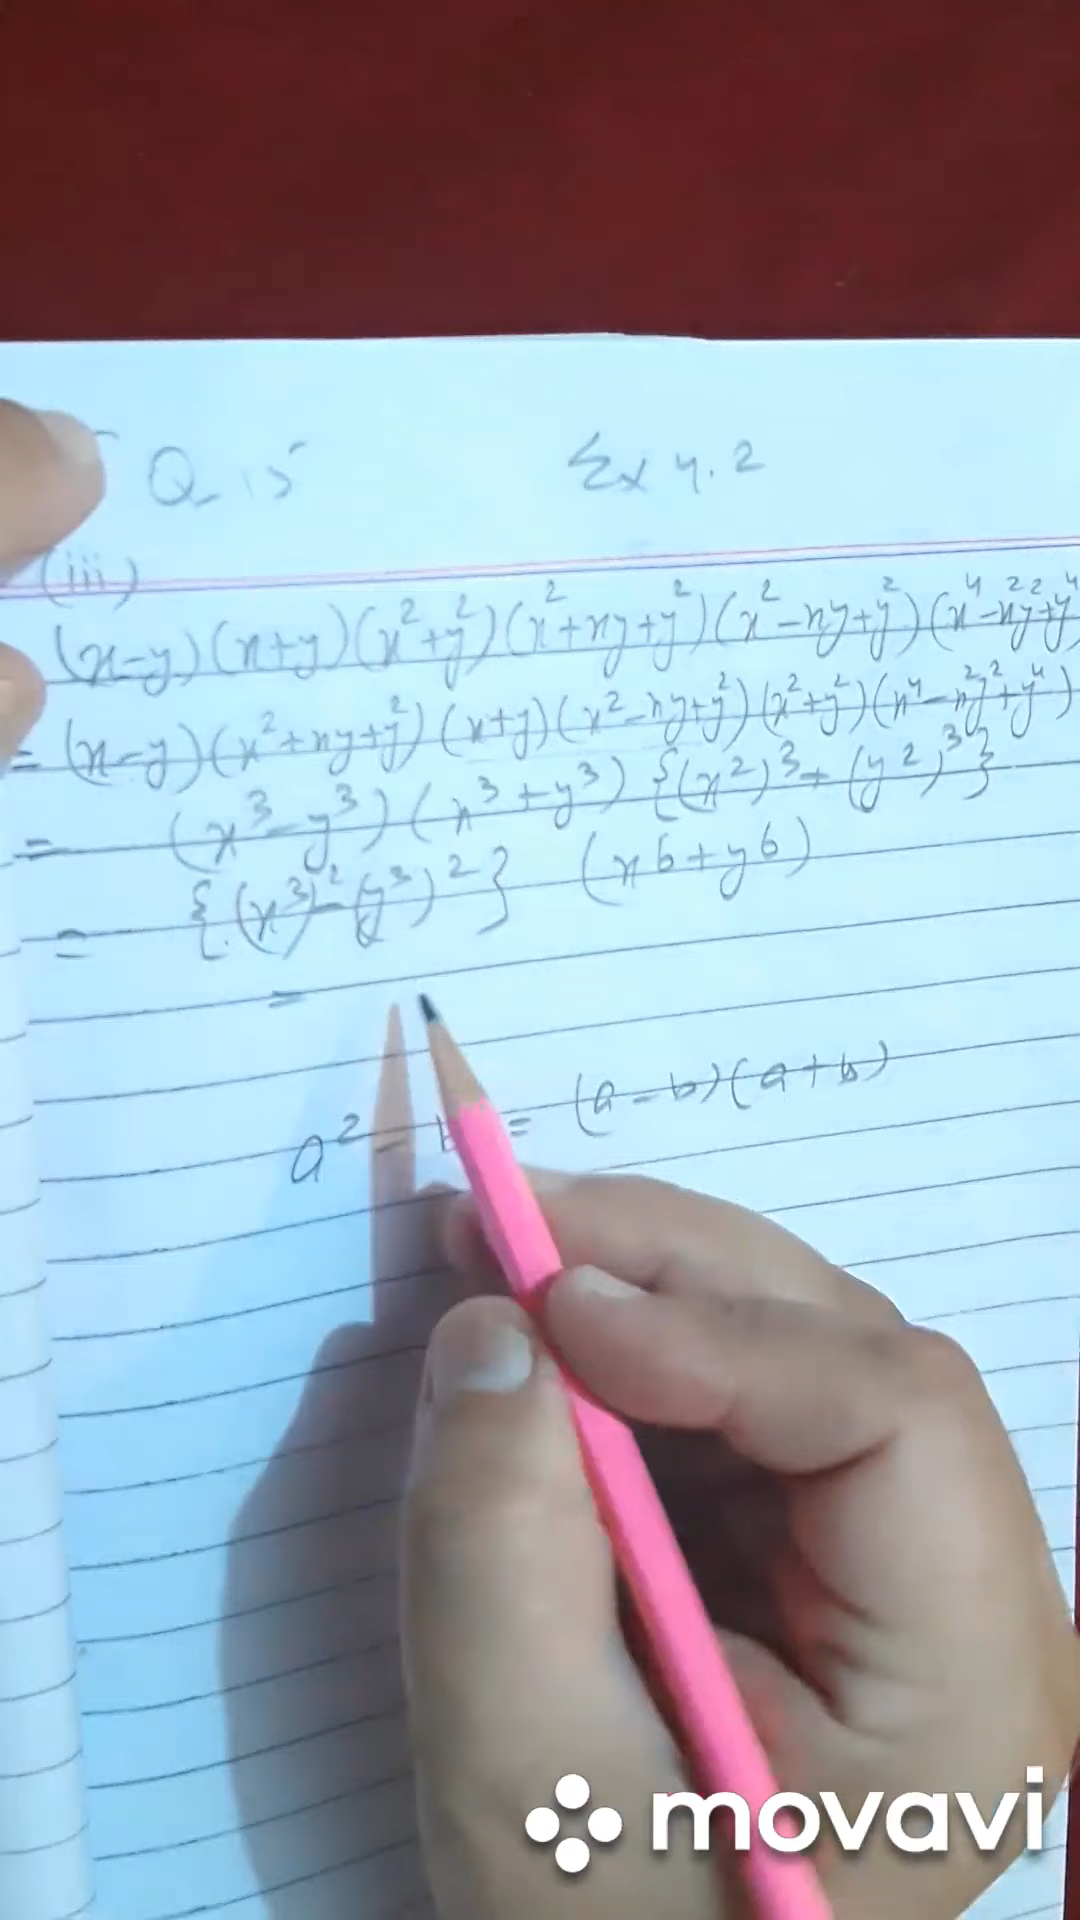 Q.15 Ex 4.2
(iii)
(x-y)(x+y)(x²+y²)(x²+xy+y²)(x²-xy+y²)(x⁴-x²y²+y⁴
= (x-y)(x²+xy+y²)(x+y)(x²-xy+y²)(x²+y²)(x⁴-x²y²+y⁴)
= (x³-y³)(x³+y³){(x²)³+(y²)³}
= {(x³)²-(y³)²} (x6+y6)
=
a² - = (a-b)(a+b)
movavi